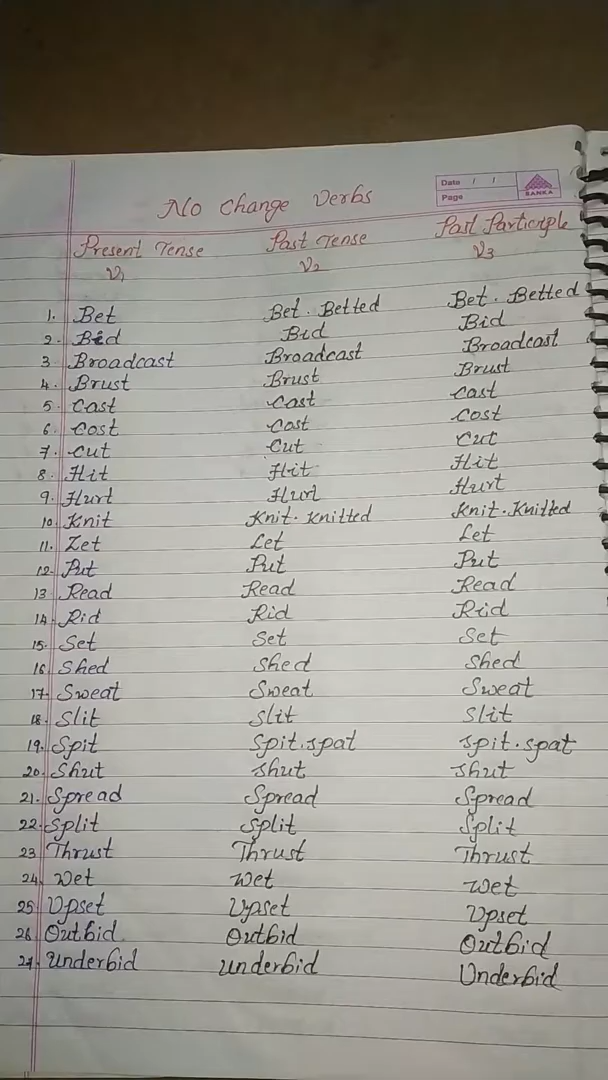 No Change Verbs
Date / /
Page
SANKA
Present Tense Past Tense Past Participle
V1 V2 V3
1. Bet Bet. Betted Bet. Betted
2. Bid Bid Bid
3. Broadcast Broadcast Broadcast
4. Brust Brust Brust
5. Cast Cast Cast
6. Cost Cost Cost
7. Cut Cut Cut
8. Hit Hit Hit
9. Hurt Hurt Hurt
10. Knit Knit. Knitted Knit. Knitted
11. Let Let Let
12. Put Put Put
13 Read Read Read
14. Rid Rid Rid
15. Set Set Set
16 Shed Shed Shed
17. Sweat Sweat Sweat
18. Slit Slit Slit
19. Spit Spit. spat spit. spat
20. Shut Shut Shut
21. Spread Spread Spread
22. Split Split Split
23 Thrust Thrust Thrust
24. Wet Wet Wet
25. Upset Upset Upset
26 Outbid Outbid Outbid
27. Underbid Underbid Underbid